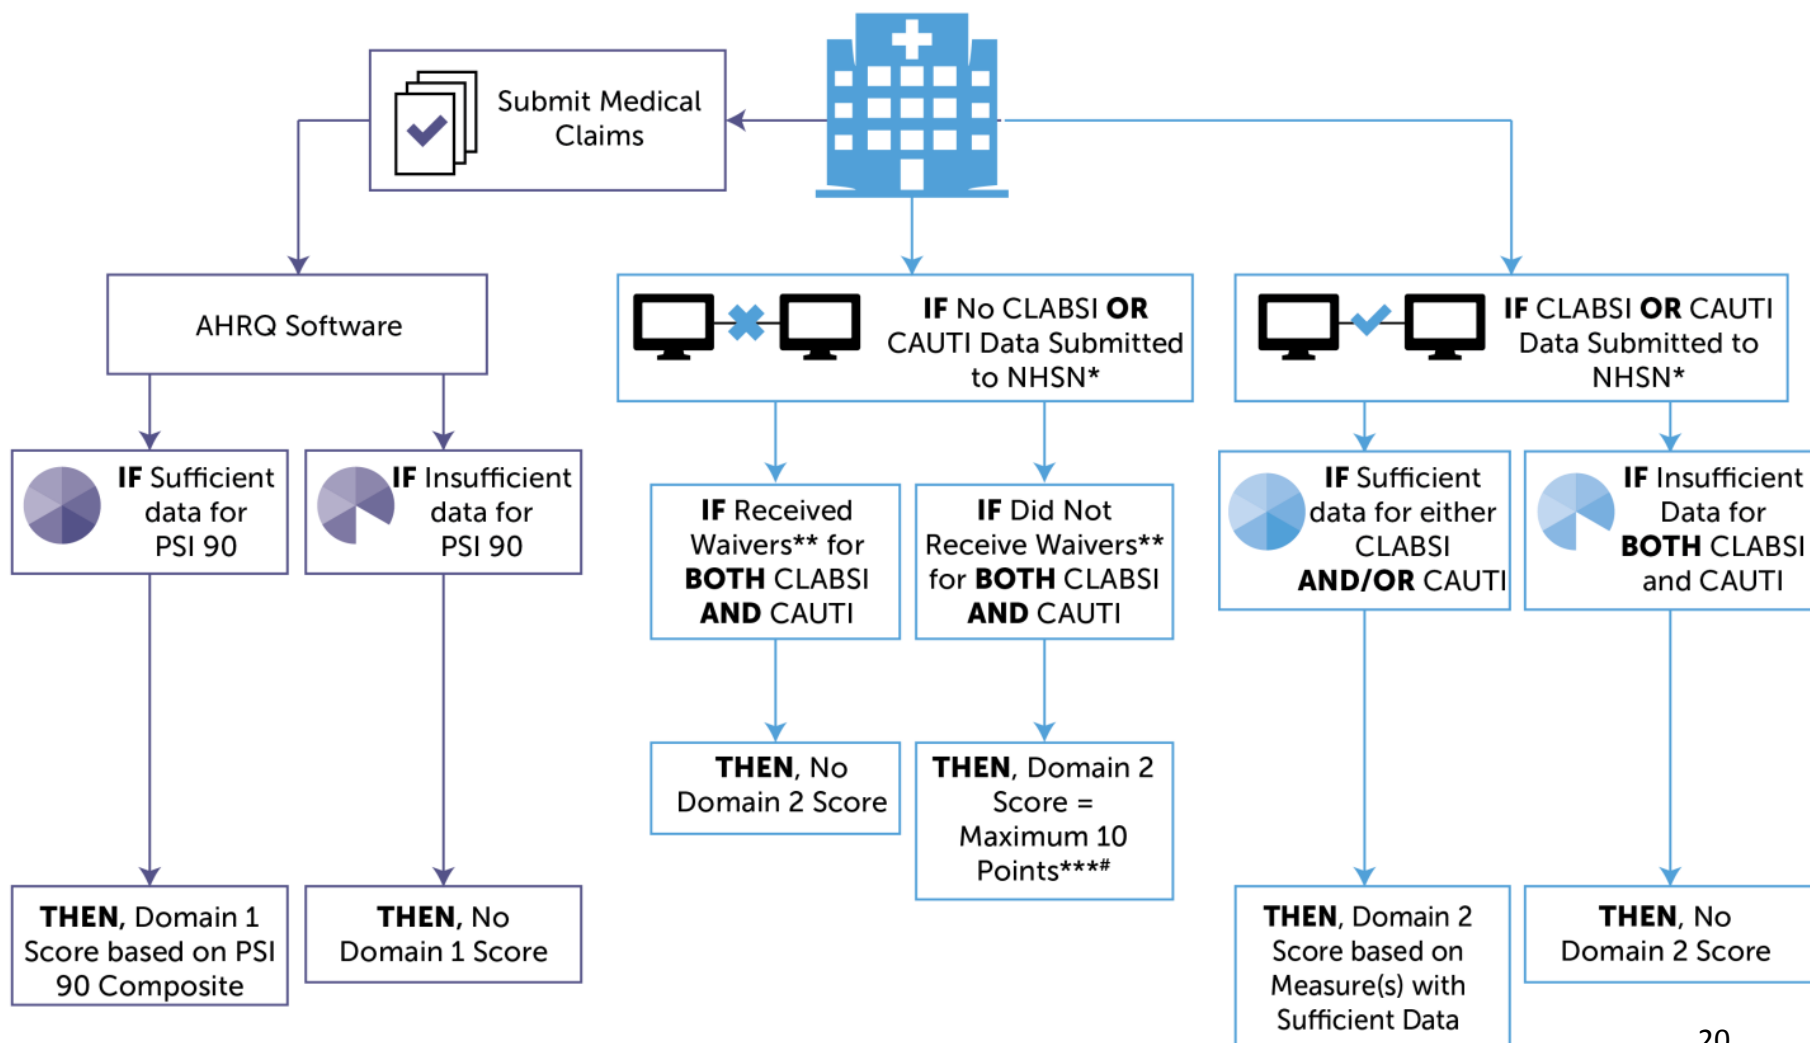 Submit Medical
Claims
AHRQ Software
IF No CLABSI OR
CAUTI Data Submitted
to NHSN*
IF CLABSI OR CAUTI
Data Submitted to
NHSN*
IF Sufficient
data for
PSI 90
IF Insufficient
data for
PSI 90
IF Received
Waivers** for
BOTH CLABSI
AND CAUTI
IF Did Not
Receive Waivers**
for BOTH CLABSI
AND CAUTI
IF Sufficient
data for either
CLABSI
AND/OR CAUTI
IF Insufficient
Data for
BOTH CLABSI
and CAUTI
THEN, No
Domain 2 Score
THEN, Domain 2
Score =
Maximum 10
Points***#
THEN, Domain 1
Score based on PSI
90 Composite
THEN, No
Domain 1 Score
THEN, Domain 2
Score based on
Measure(s) with
Sufficient Data
THEN, No
Domain 2 Score
20